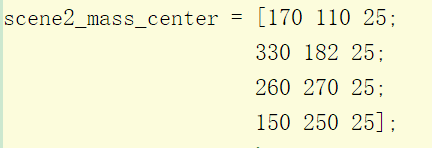 scene2_mass_center = [170 110 25;
330 182 25;
260 270 25;
150 250 25];